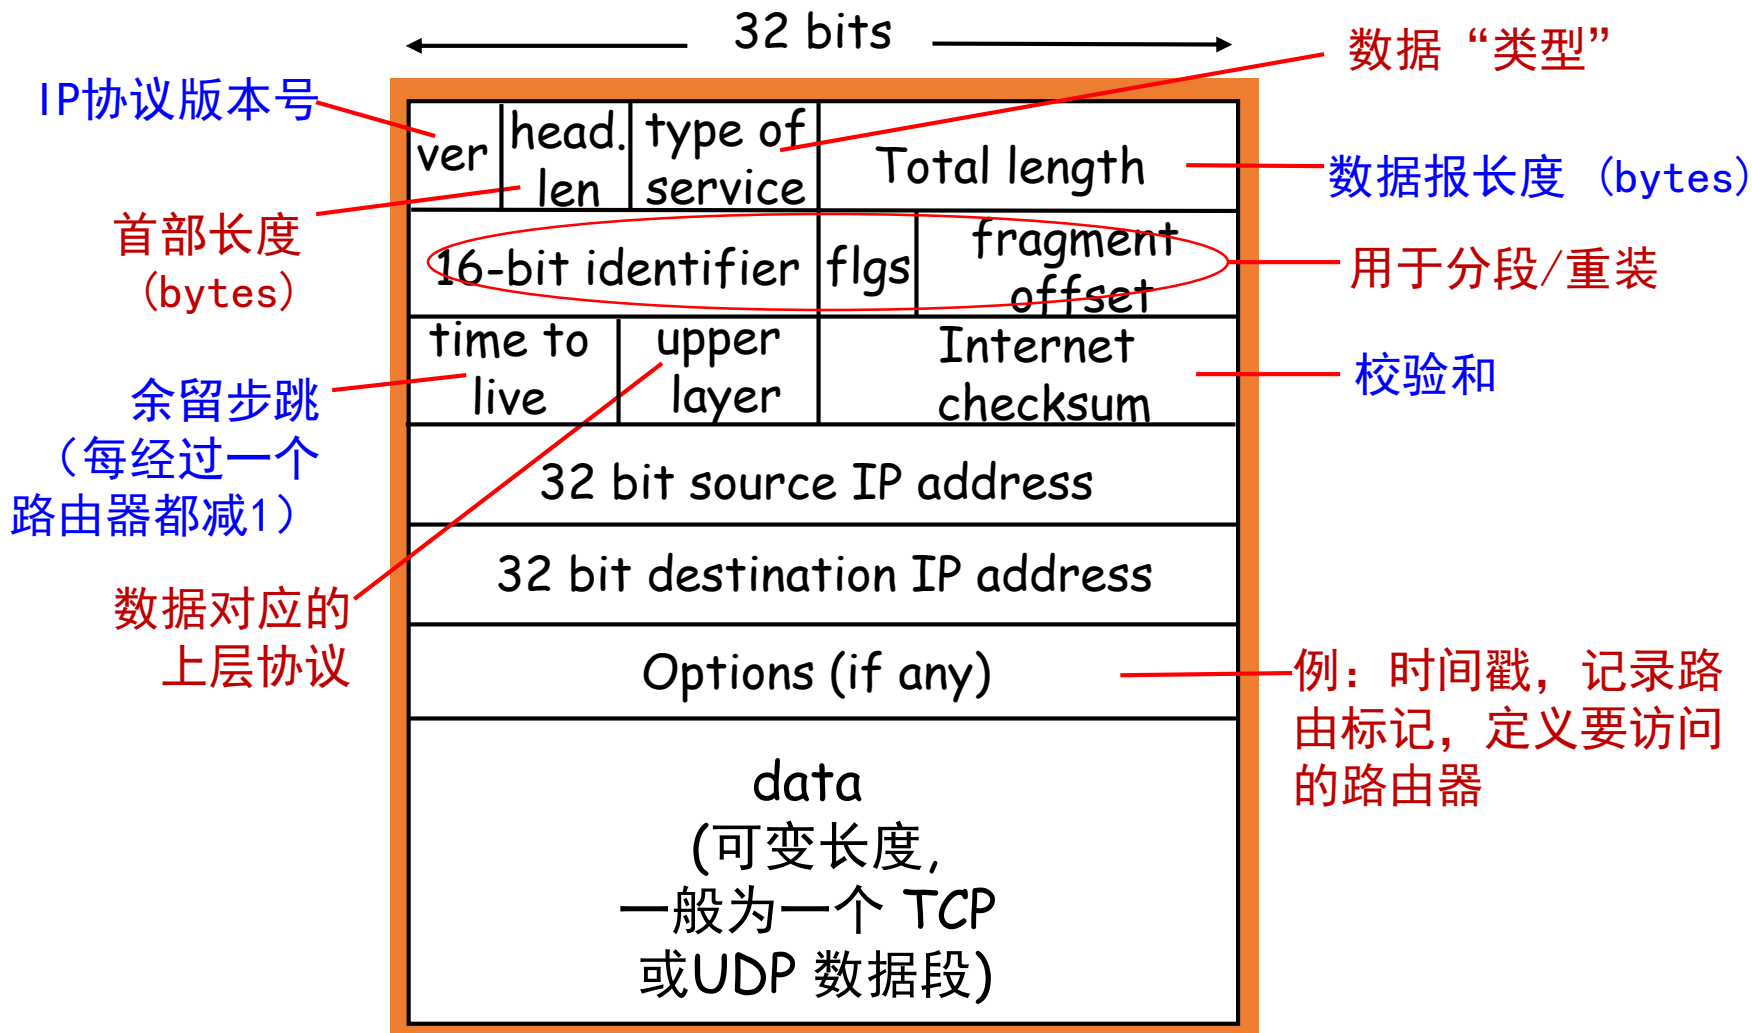 32 bits
数据“类型”
IP协议版本号
ver
head.
len
type of
service
Total length
数据报长度 (bytes)
首部长度
(bytes)
16-bit identifier
flgs
fragment
offset
用于分段/重装
time to
live
upper
layer
Internet
checksum
校验和
余留步跳
（每经过一个
路由器都减1）
32 bit source IP address
32 bit destination IP address
数据对应的
上层协议
Options (if any)
例：时间戳，记录路
由标记，定义要访问
的路由器
data
(可变长度,
一般为一个 TCP
或UDP 数据段)